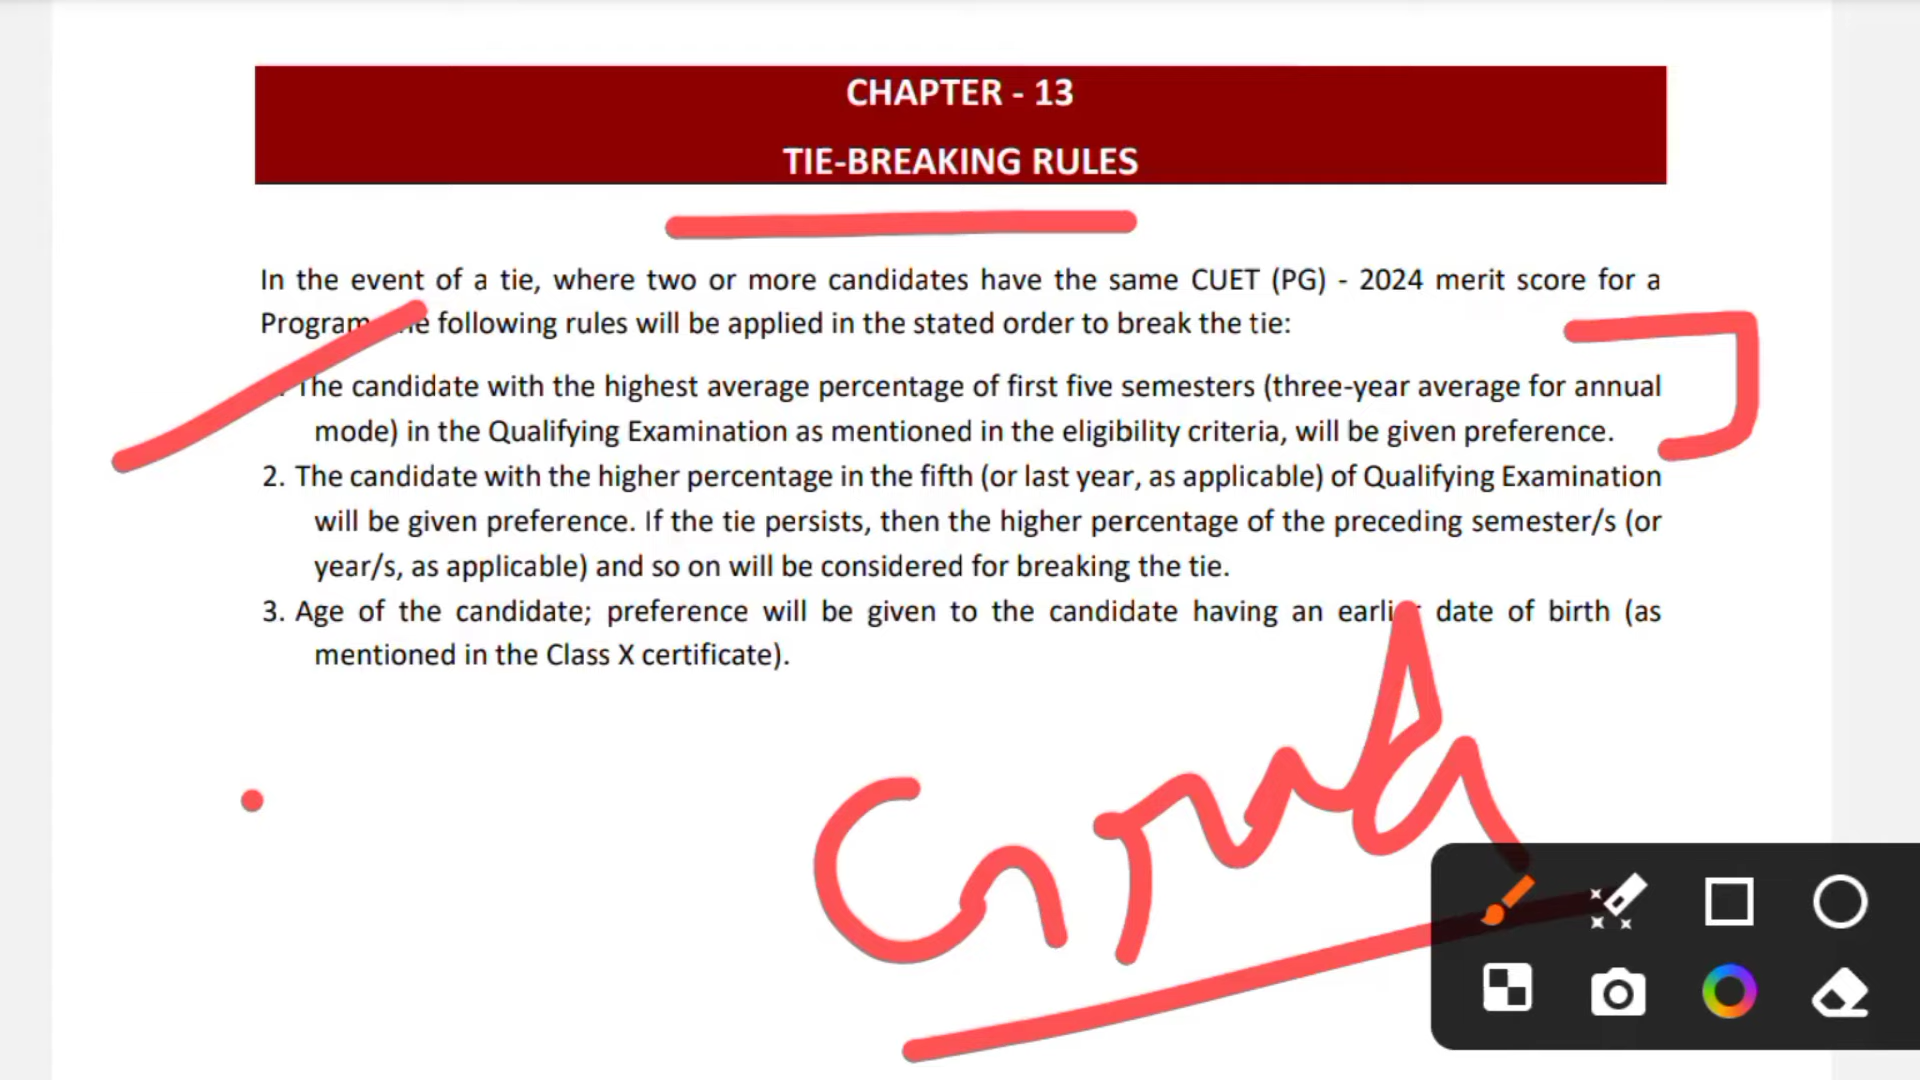 CHAPTER - 13
TIE-BREAKING RULES
In the event of a tie, where two or more candidates have the same CUET (PG) - 2024 merit score for a
following rules will be applied in the stated order to break the tie:
The candidate with the highest average percentage of first five semesters (three-year average for annual
mode) in the Qualifying Examination as mentioned in the eligibility criteria, will be given preference.
2. The candidate with the higher percentage in the fifth (or last year, as applicable) of Qualifying Examination
will be given preference. If the tie persists, then the higher percentage of the preceding semester/s (or
year/s, as applicable) and so on will be considered for breaking the tie.
3. Age of the candidate; preference will be given to the candidate having an earlier date of birth (as
mentioned in the Class X certificate).